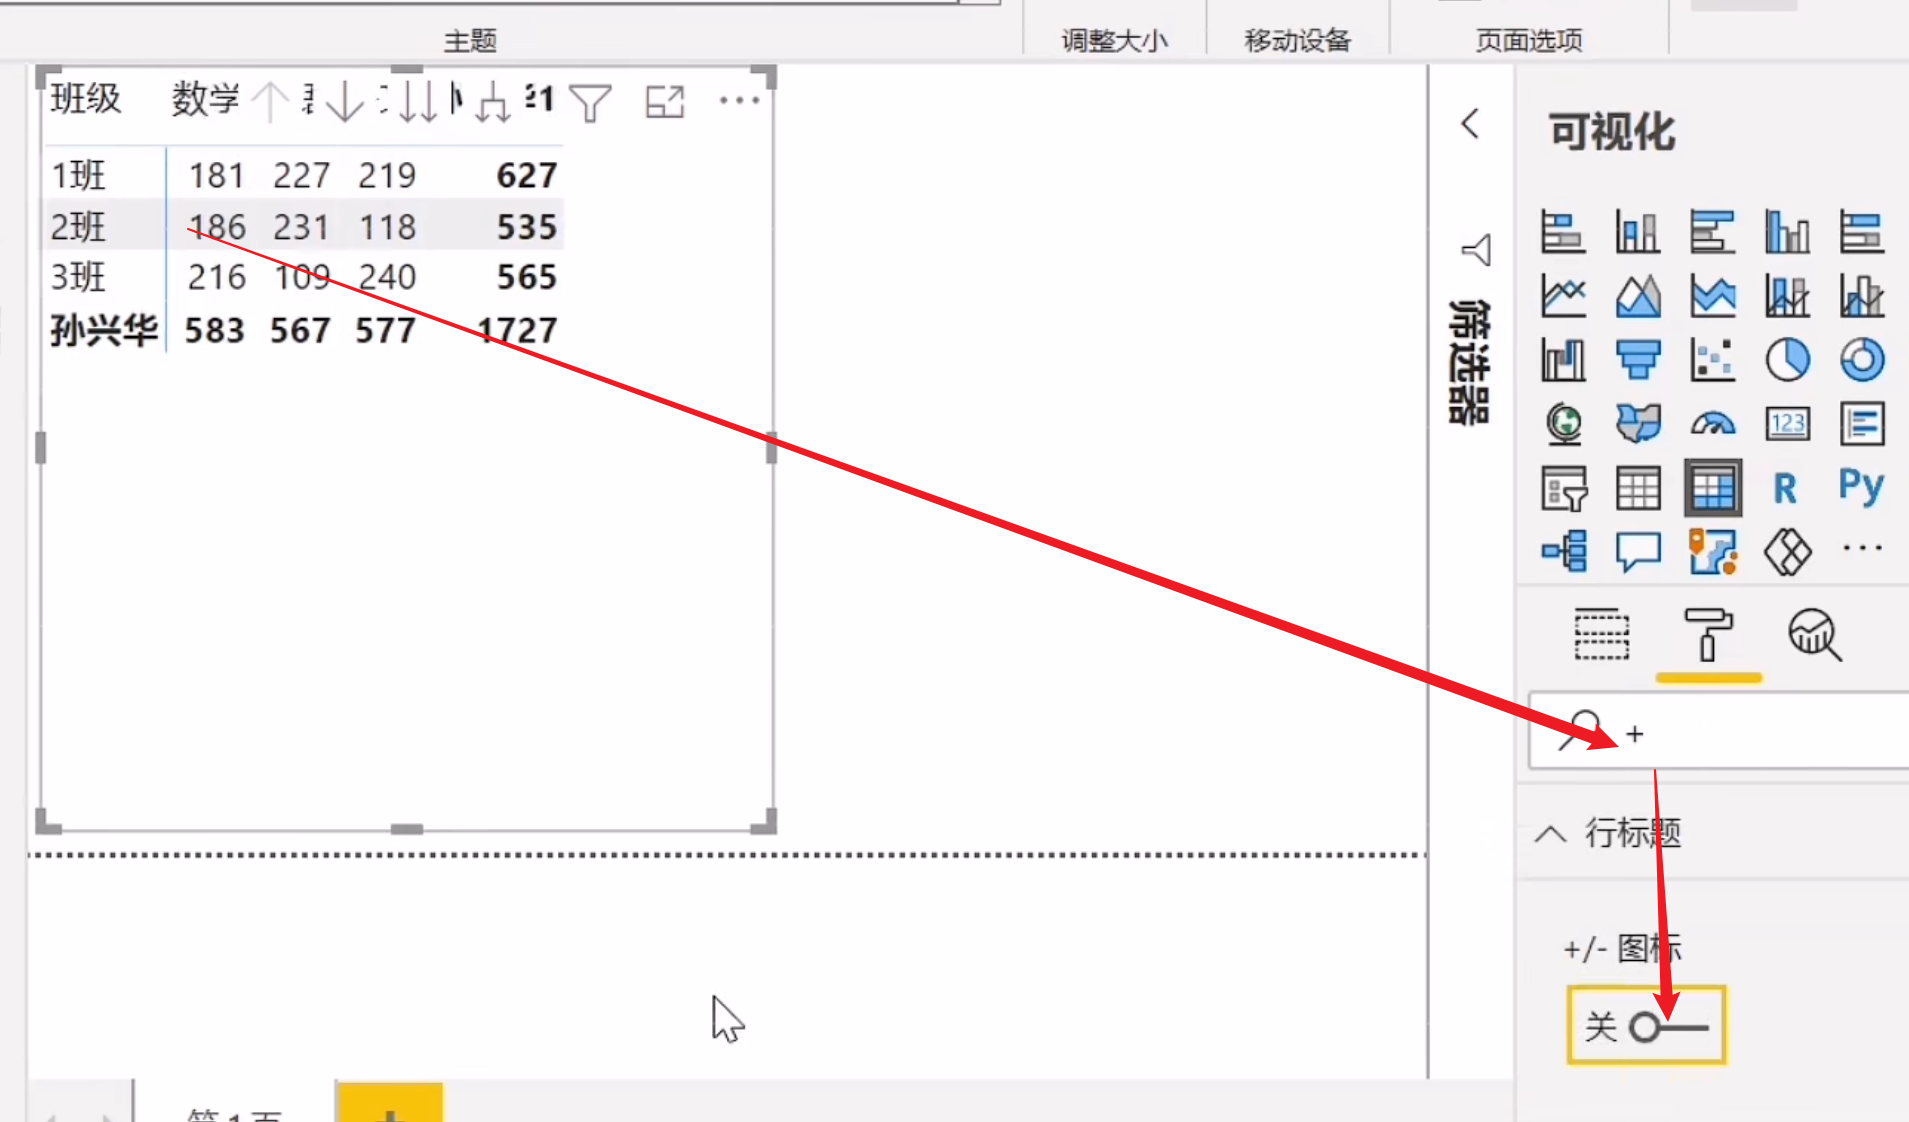 主题
调整大小
移动设备
页面选项
班级 数学
1班 181 227 219 627
2班 186 231 118 535
3班 216 109 240 565
孙兴华 583 567 577 1727
筛选器
可视化
123
R
Py
+
行标题
+/- 图标
关
第 1 页
+